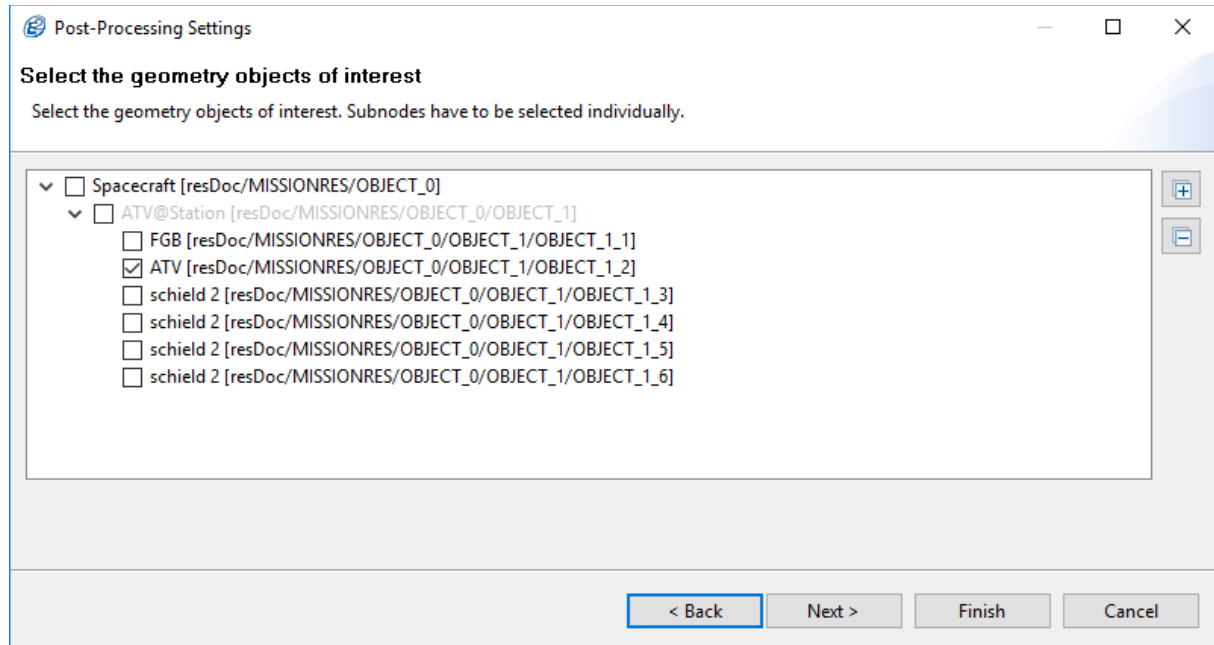 Post-Processing Settings
Select the geometry objects of interest
Select the geometry objects of interest. Subnodes have to be selected individually.
Spacecraft [resDoc/MISSIONRES/OBJECT_0]
ATV@Station [resDoc/MISSIONRES/OBJECT_0/OBJECT_1]
FGB [resDoc/MISSIONRES/OBJECT_0/OBJECT_1/OBJECT_1_1]
ATV [resDoc/MISSIONRES/OBJECT_0/OBJECT_1/OBJECT_1_2]
schield 2 [resDoc/MISSIONRES/OBJECT_0/OBJECT_1/OBJECT_1_3]
schield 2 [resDoc/MISSIONRES/OBJECT_0/OBJECT_1/OBJECT_1_4]
schield 2 [resDoc/MISSIONRES/OBJECT_0/OBJECT_1/OBJECT_1_5]
schield 2 [resDoc/MISSIONRES/OBJECT_0/OBJECT_1/OBJECT_1_6]
< Back Next > Finish Cancel